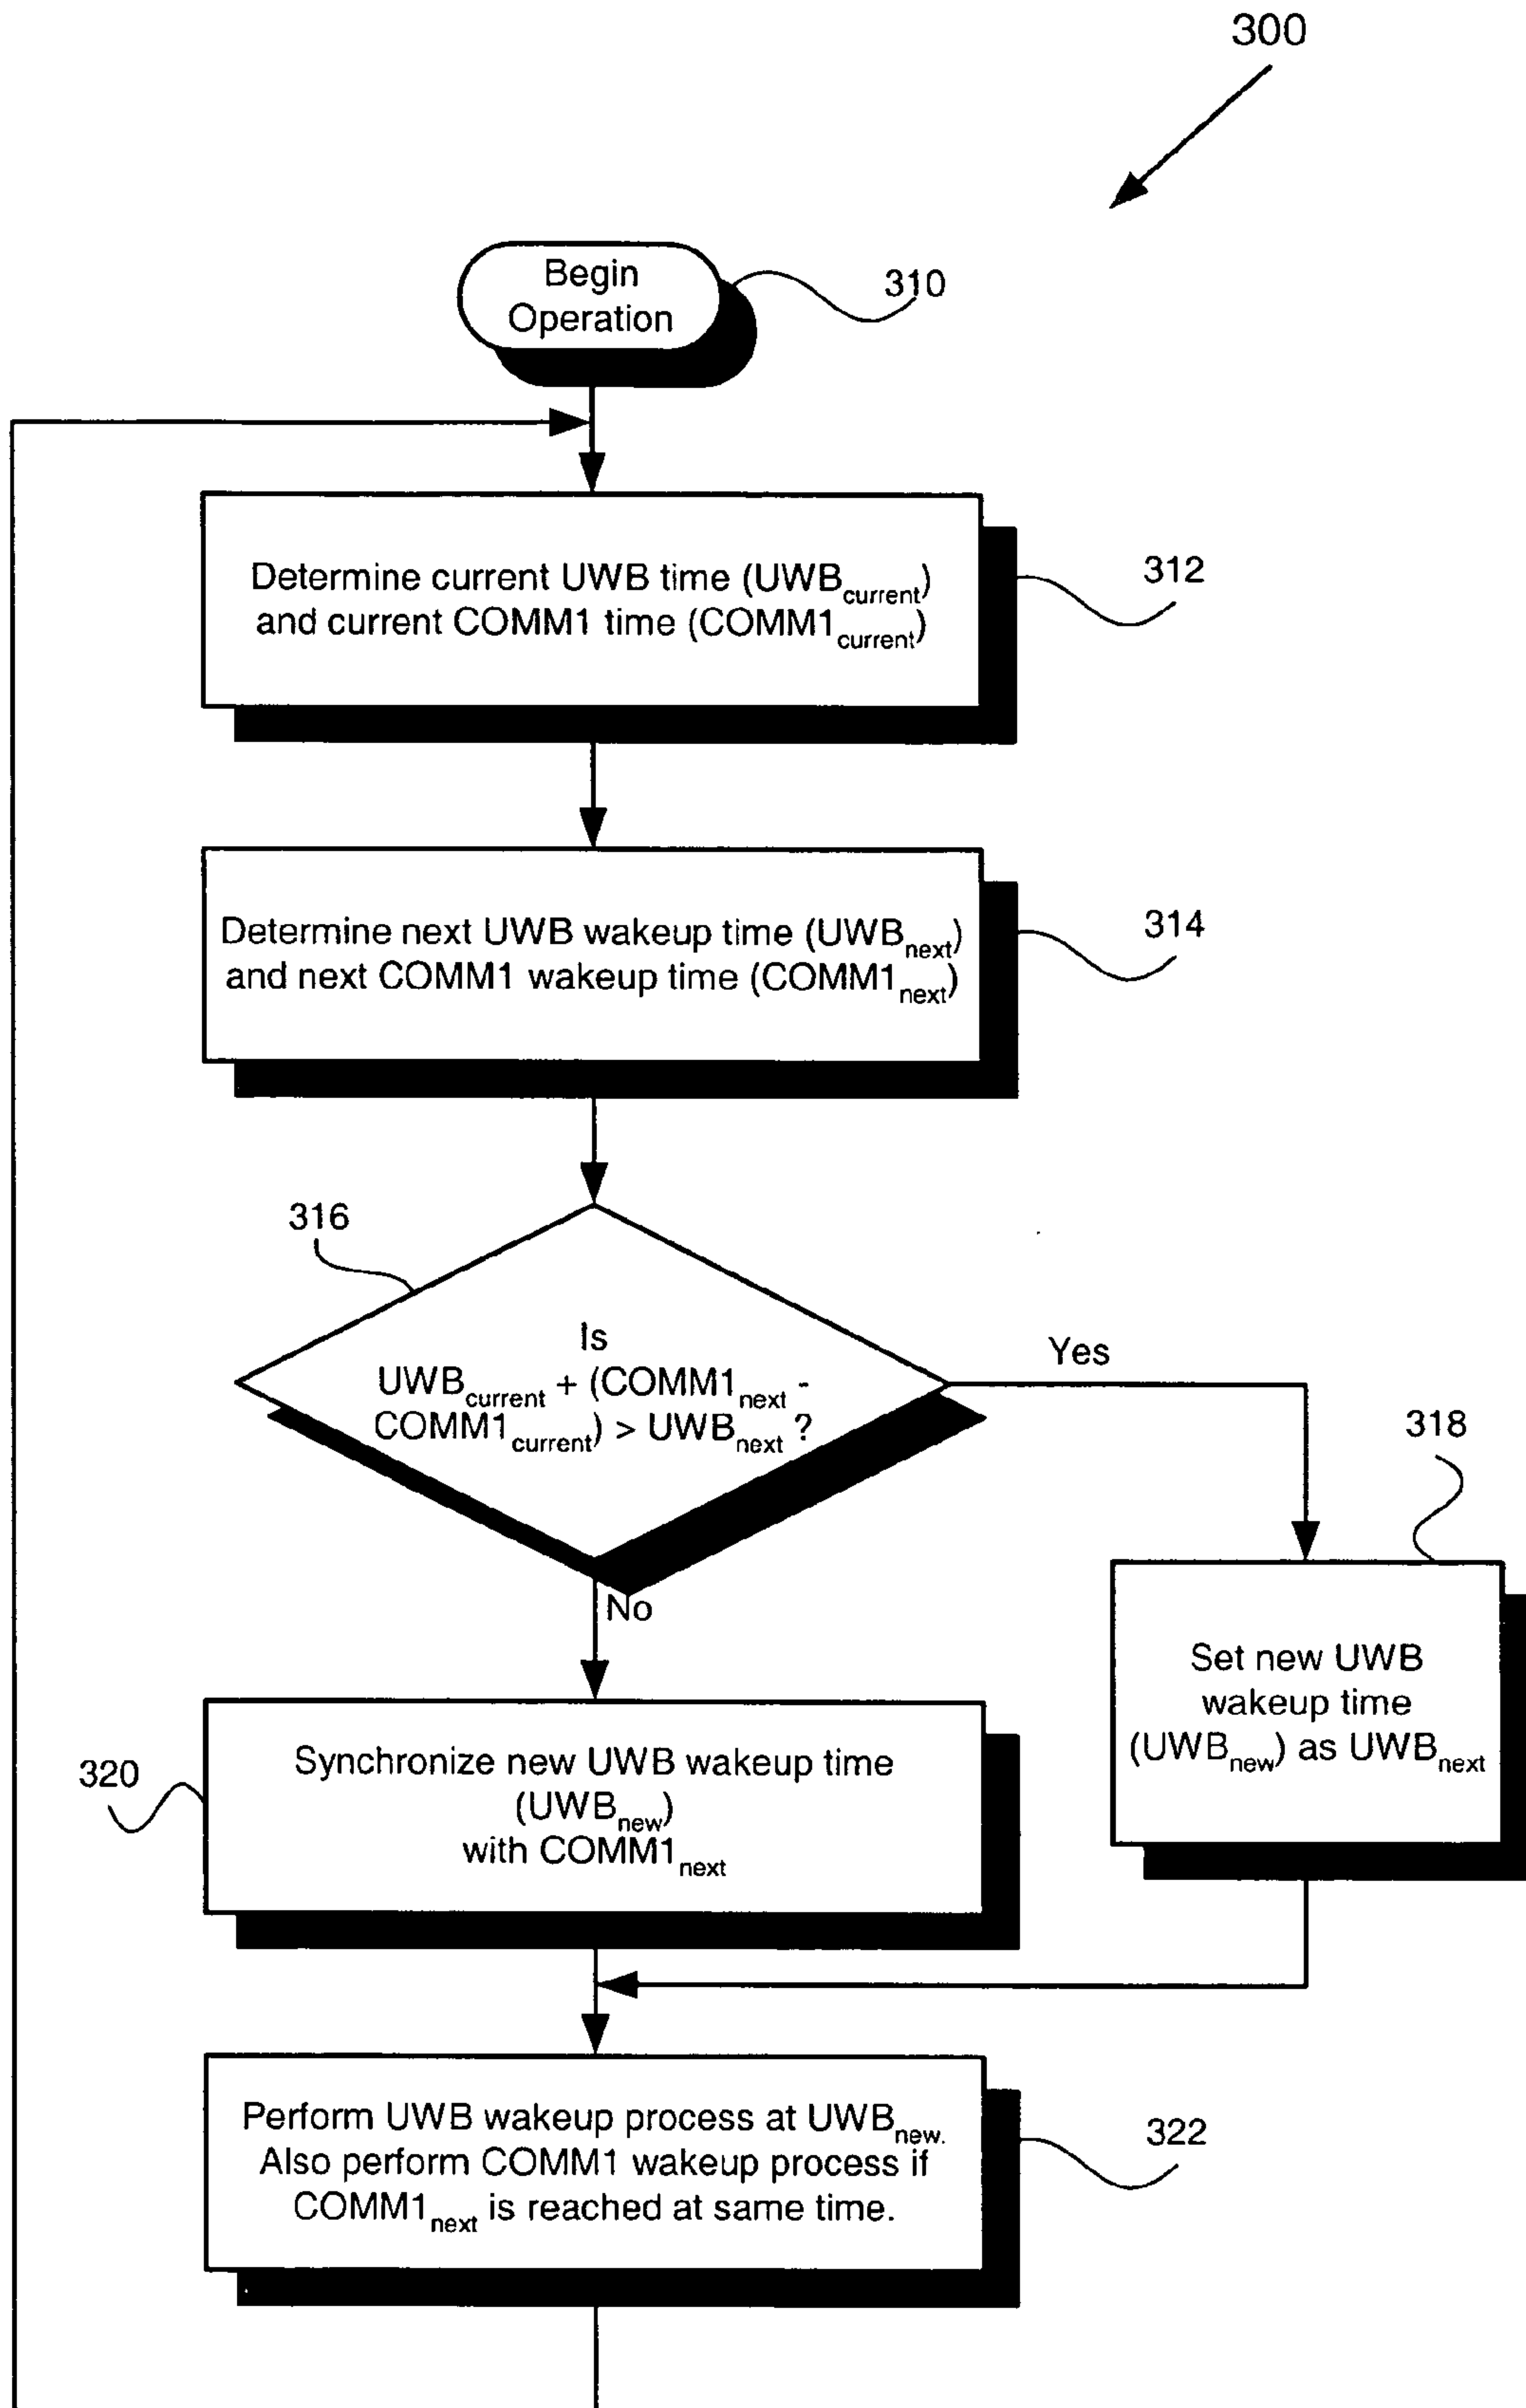 300
Begin
Operation
310
Determine current UWB time (UWBcurrent)
and current COMM1 time (COMM1current)
312
Determine next UWB wakeup time (UWBnext)
and next COMM1 wakeup time (COMM1next)
314
316
Is
UWBcurrent + (COMM1next -
COMM1current) > UWBnext ?
Yes
No
318
Set new UWB
wakeup time
(UWBnew) as UWBnext
320
Synchronize new UWB wakeup time
(UWBnew)
with COMM1next
Perform UWB wakeup process at UWBnew.
Also perform COMM1 wakeup process if
COMM1next is reached at same time.
322